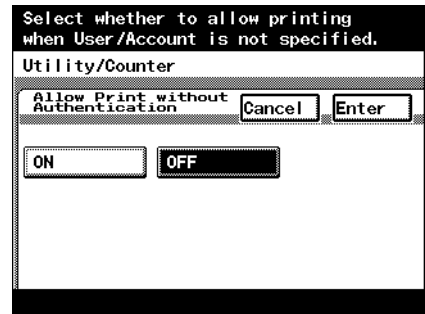 Select whether to allow printing
when User/Account is not specified.
Utility/Counter
Allow Print without
Authentication
Cancel
Enter
ON
OFF